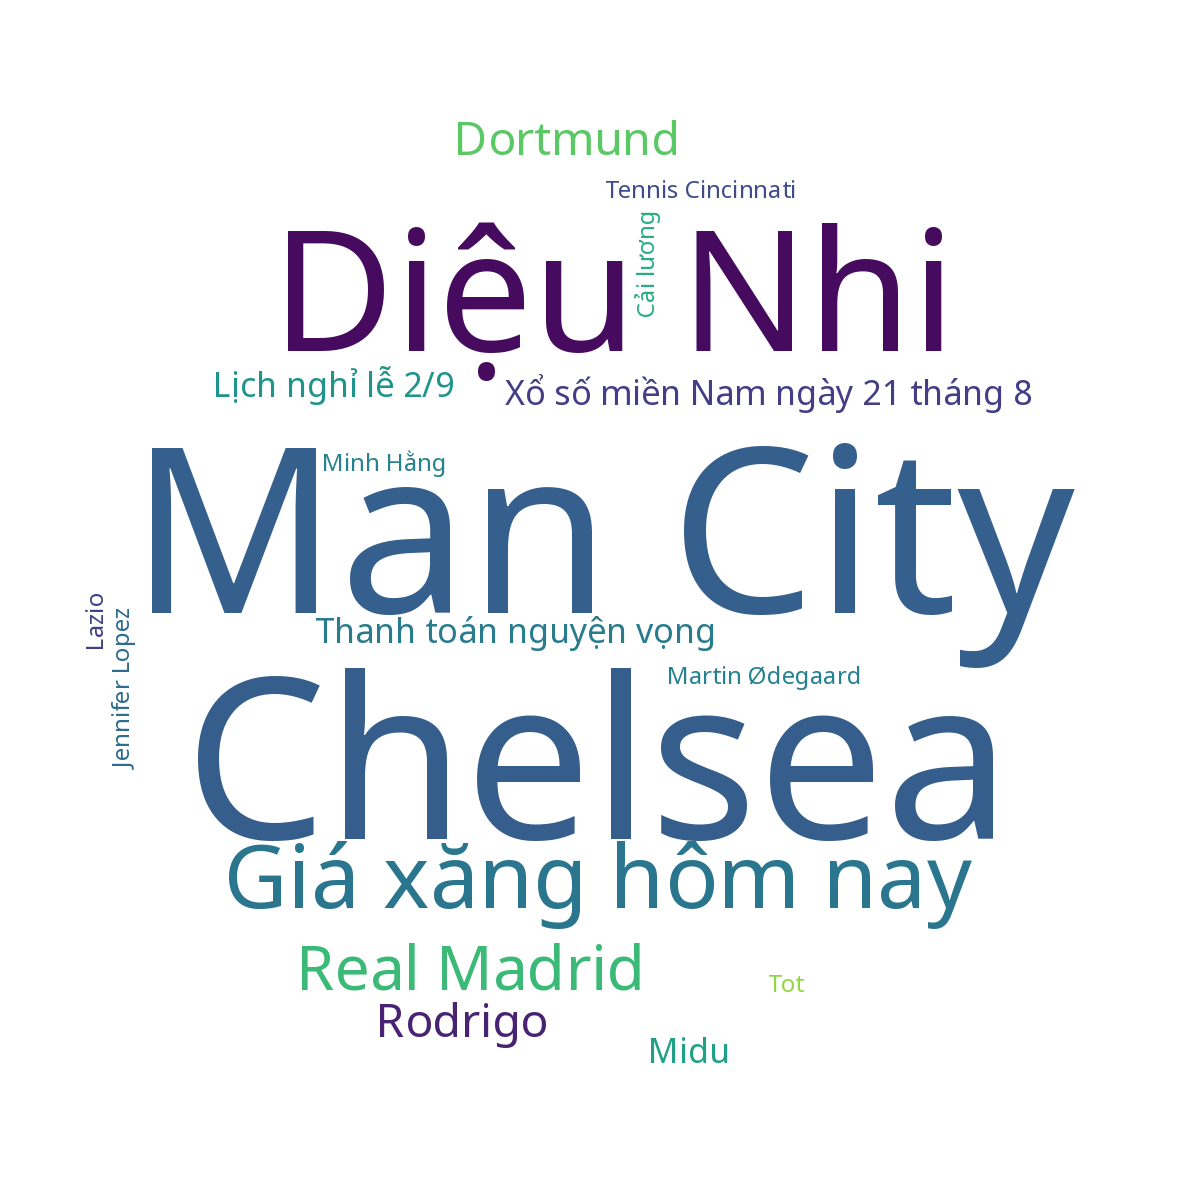 Dortmund
Tennis Cincinnati
Cải lương
Diệu Nhi
Lịch nghỉ lễ 2/9
Xổ số miền Nam ngày 21 tháng 8
Man City
Minh Hằng
Lazio
Jennifer Lopez
Thanh toán nguyện vọng
Martin Ødegaard
Chelsea
Giá xăng hôm nay
Real Madrid
Tot
Rodrigo
Midu